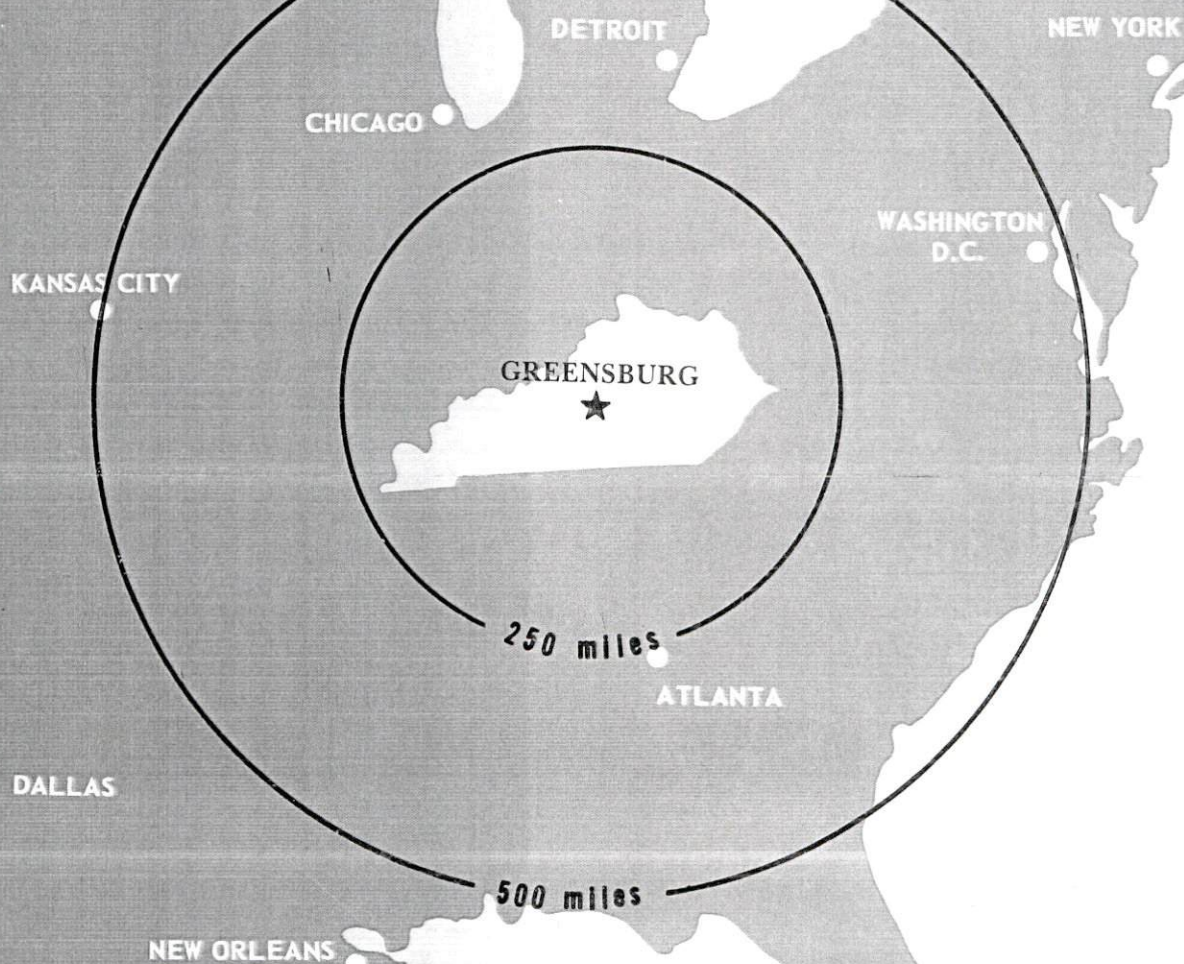 DETROIT
NEW YORK
CHICAGO
WASHINGTON
D.C.
KANSAS CITY
GREENSBURG
250 miles
ATLANTA
DALLAS
500 miles
NEW ORLEANS